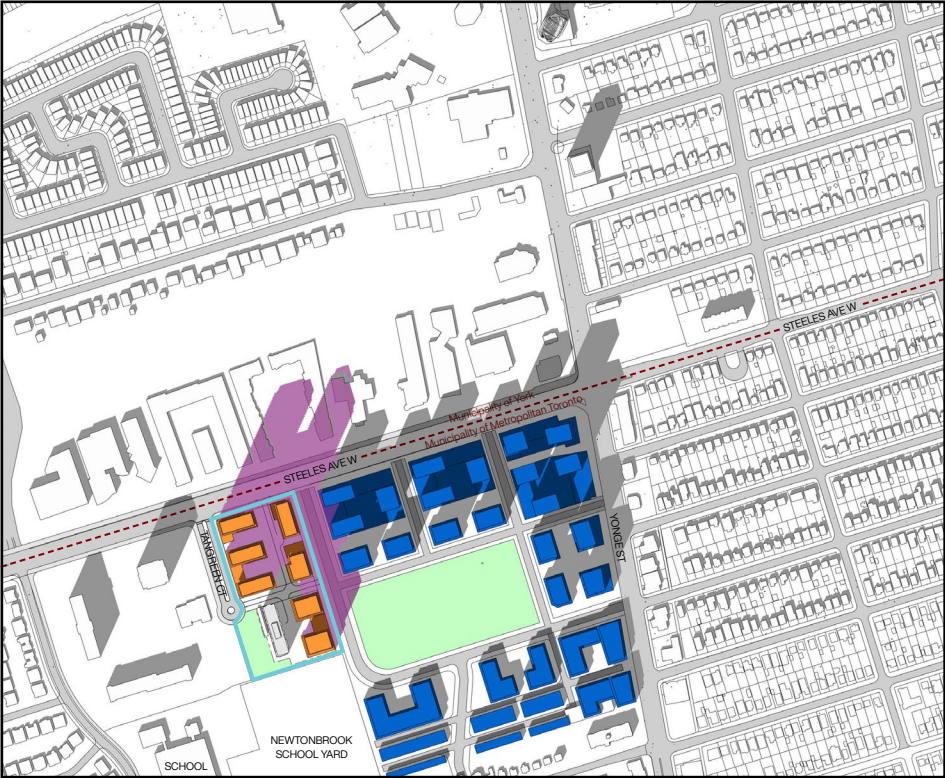 STEELES AVE W
Municipality of York
Municipality of Metropolitan Toronto
STEELES AVE W
TANGREEN CT
YONGE ST
NEWTONBROOK
SCHOOL YARD
SCHOOL